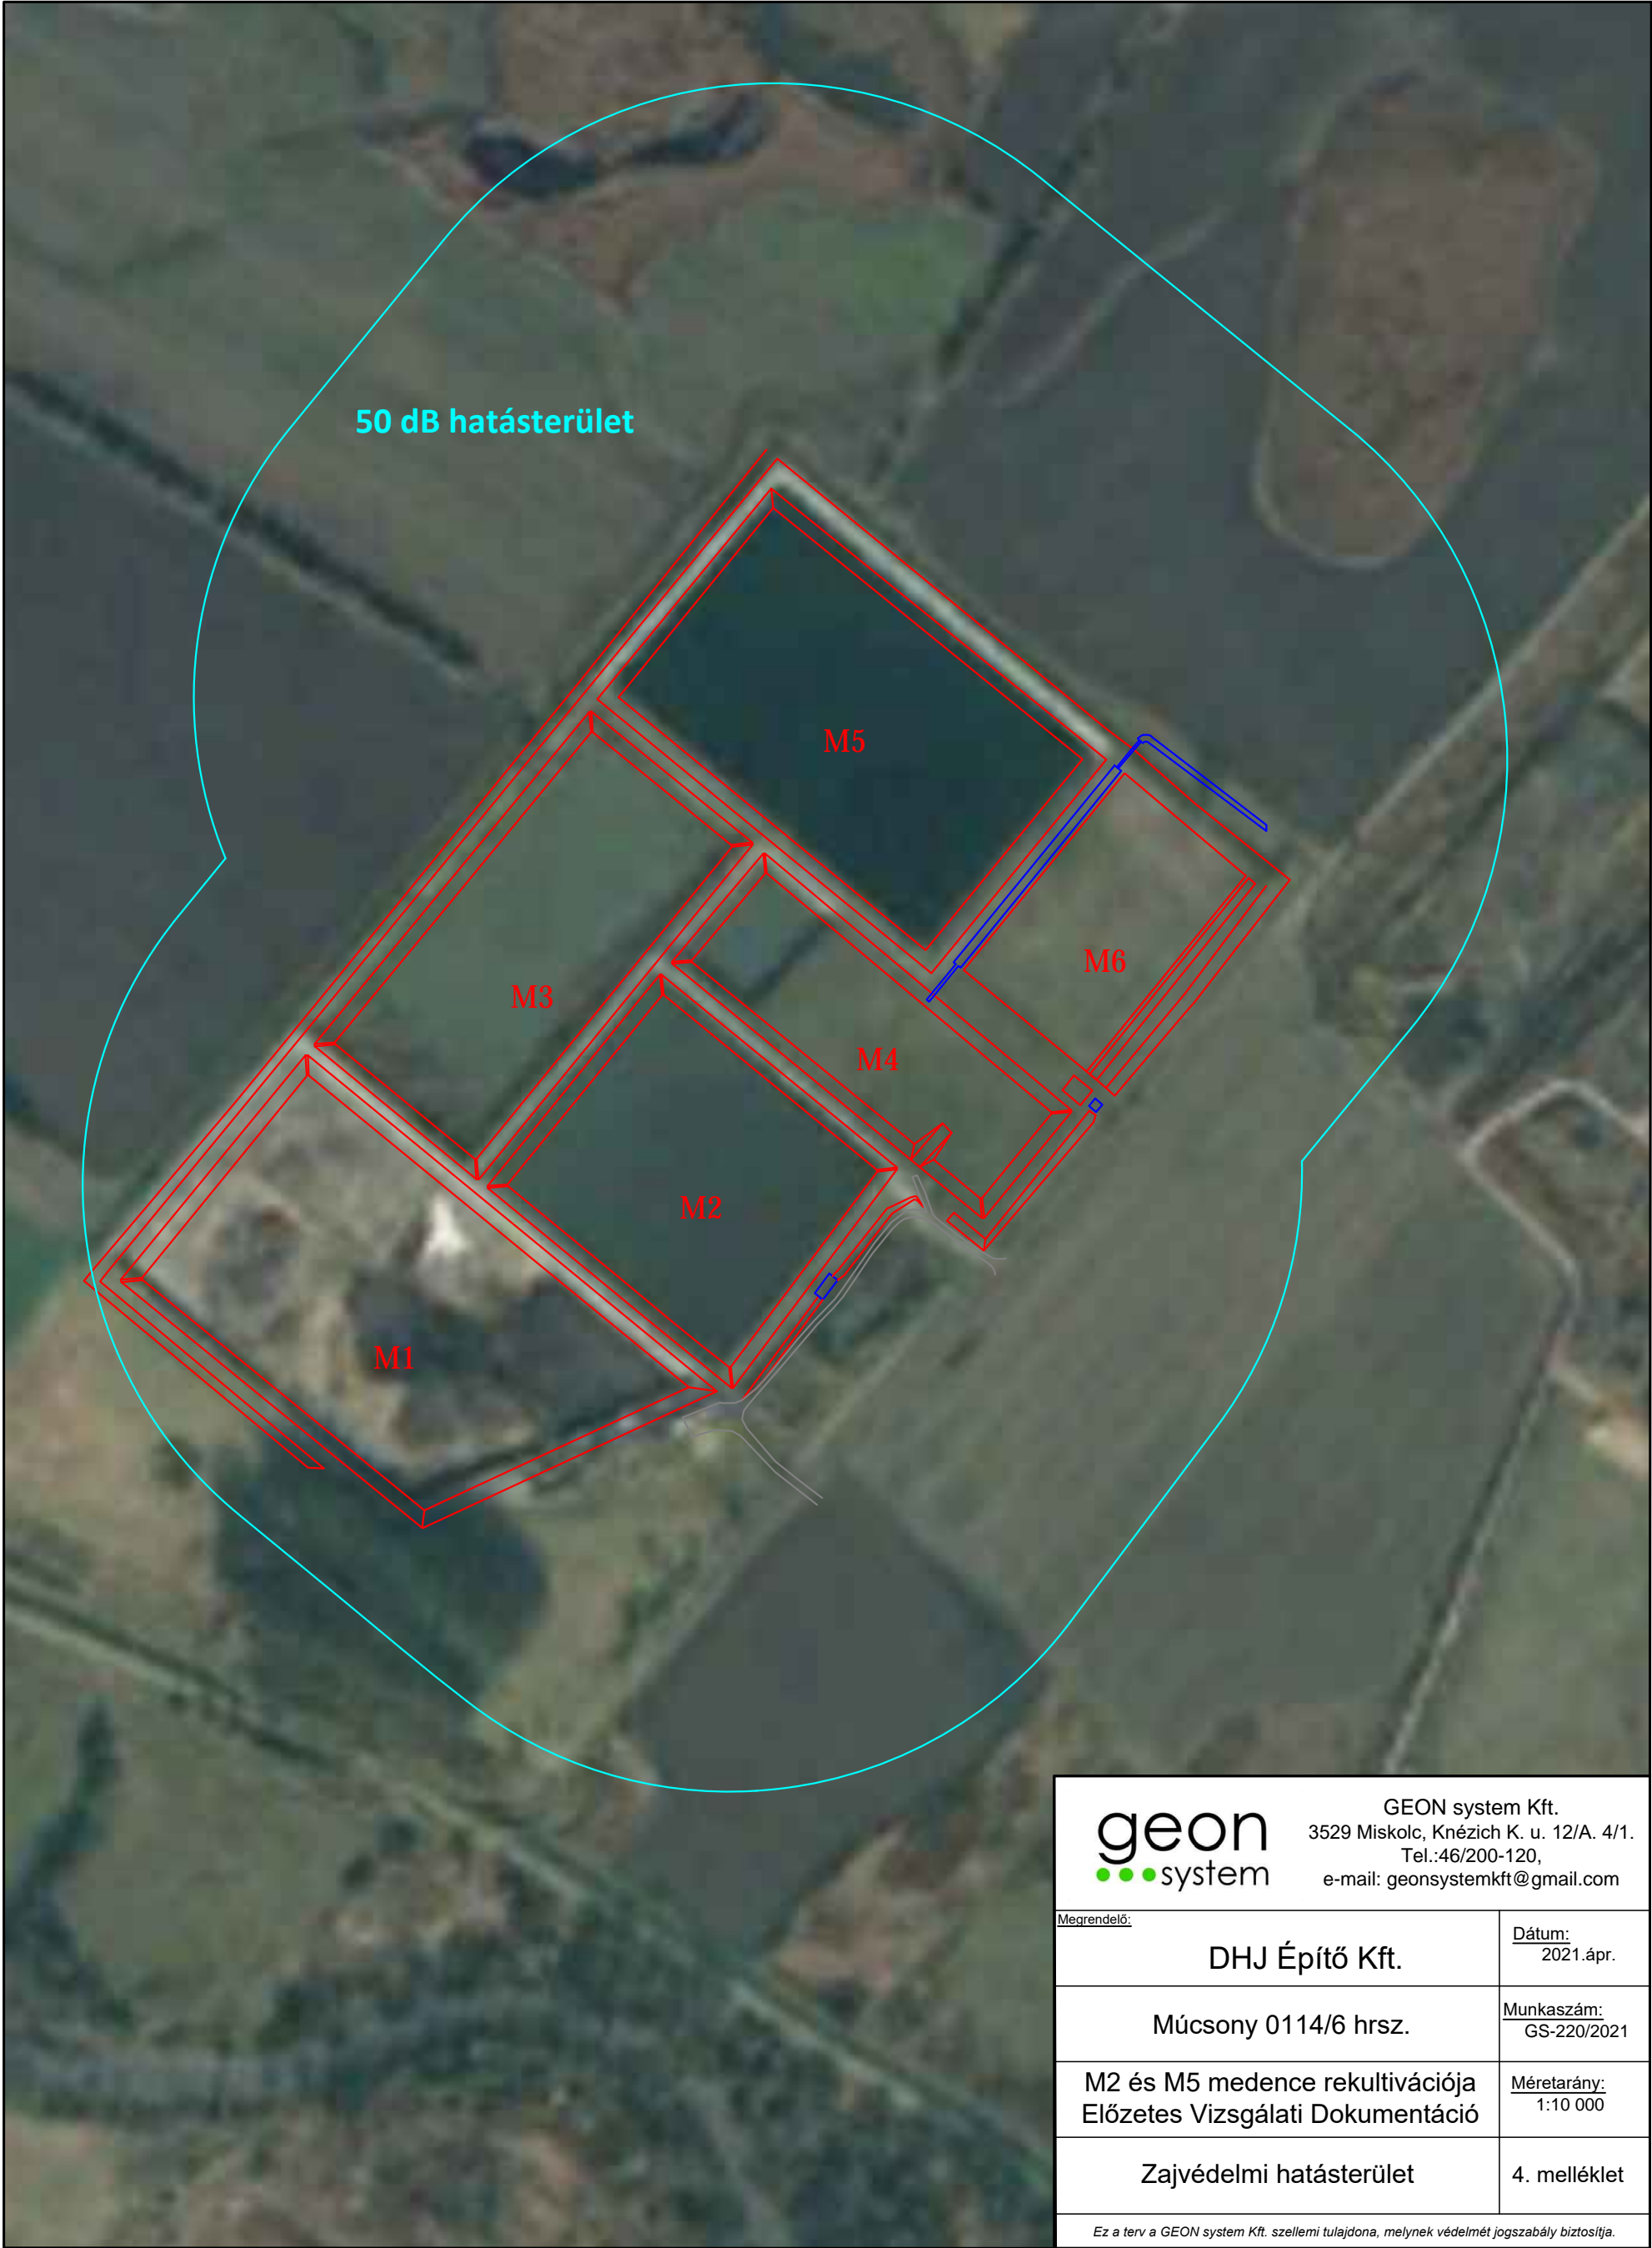 50 dB hatásterület
M5
M6
M3
M4
M2
M1
geon
system
GEON system Kft.
3529 Miskolc, Knézich K. u. 12/A. 4/1.
Tel.:46/200-120,
e-mail: geonsystemkft@gmail.com
Megrendelő:
DHJ Építő Kft.
Dátum:
2021.ápr.
Múcsony 0114/6 hrsz.
Munkaszám:
GS-220/2021
M2 és M5 medence rekultivációja
Előzetes Vizsgálati Dokumentáció
Méretarány:
1:10 000
Zajvédelmi hatásterület
4. melléklet
Ez a terv a GEON system Kft. szellemi tulajdona, melynek védelmét jogszabály biztosítja.